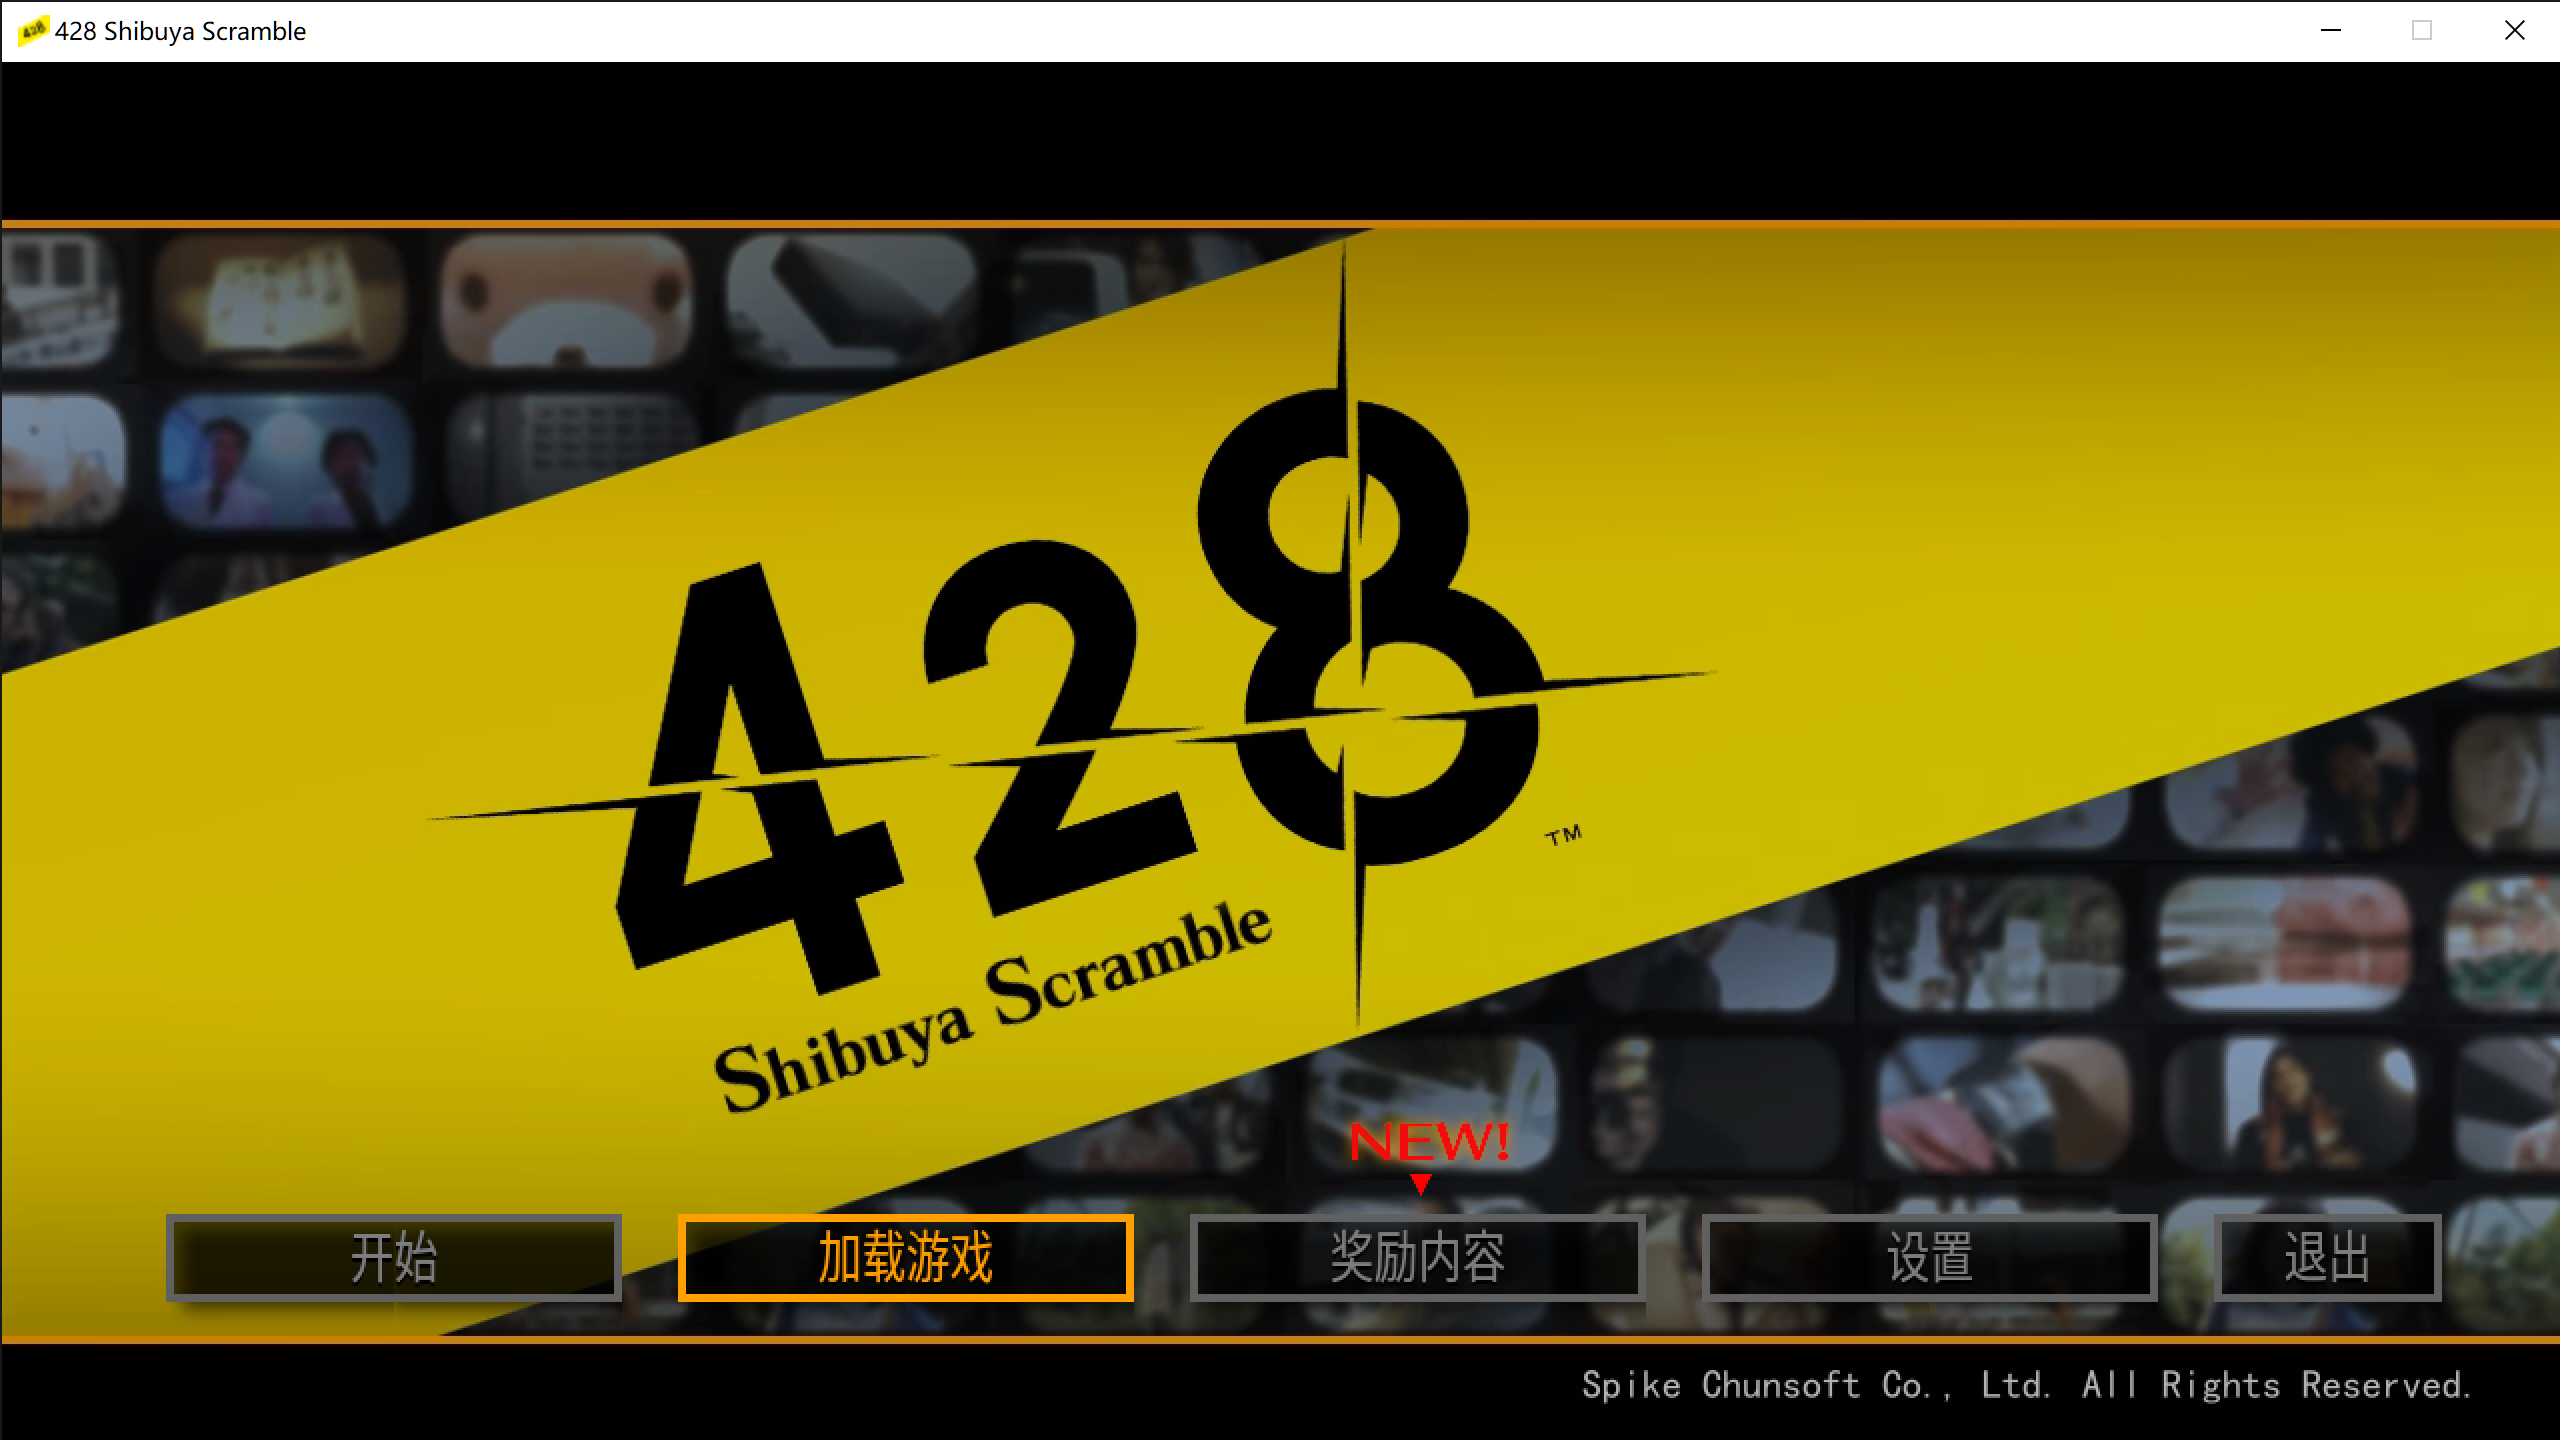 428 Shibuya Scramble
428
TM
Shibuya Scramble
NEW!
开始
加载游戏
奖励内容
设置
退出
Spike Chunsoft Co., Ltd. All Rights Reserved.